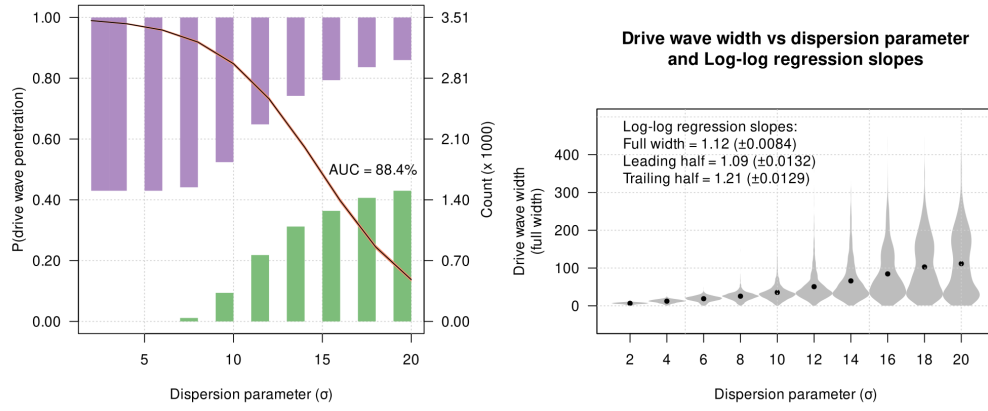 1.00
0.80
0.60
0.40
0.20
0.00
P(drive wave penetration)
3.51
2.81
2.10
1.40
0.70
0.00
Count (x 1000)
AUC = 88.4%
5
10
15
20
Dispersion parameter (σ)
Drive wave width vs dispersion parameter
and Log-log regression slopes
Log-log regression slopes:
Full width = 1.12 (±0.0084)
Leading half = 1.09 (±0.0132)
Trailing half = 1.21 (±0.0129)
400
300
200
100
0
Drive wave width
(full width)
2
4
6
8
10
12
14
16
18
20
Dispersion parameter (σ)